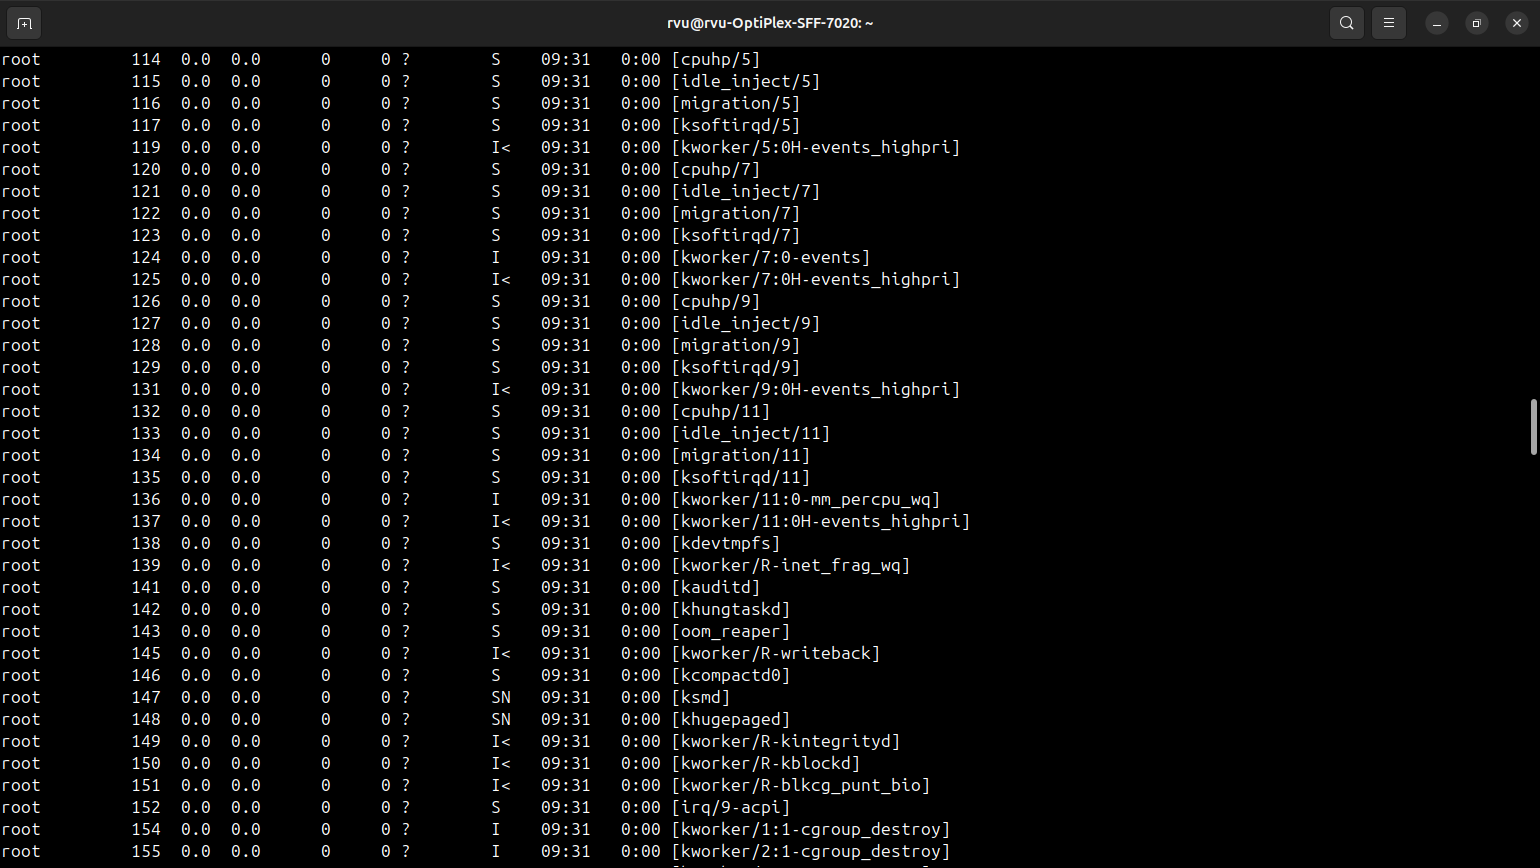 rvu@rvu-OptiPlex-SFF-7020: ~
root 114 0.0 0.0 0 0 ? S 09:31 0:00 [cpuhp/5]
root 115 0.0 0.0 0 0 ? S 09:31 0:00 [idle_inject/5]
root 116 0.0 0.0 0 0 ? S 09:31 0:00 [migration/5]
root 117 0.0 0.0 0 0 ? S 09:31 0:00 [ksoftirqd/5]
root 119 0.0 0.0 0 0 ? I< 09:31 0:00 [kworker/5:0H-events_highpri]
root 120 0.0 0.0 0 0 ? S 09:31 0:00 [cpuhp/7]
root 121 0.0 0.0 0 0 ? S 09:31 0:00 [idle_inject/7]
root 122 0.0 0.0 0 0 ? S 09:31 0:00 [migration/7]
root 123 0.0 0.0 0 0 ? S 09:31 0:00 [ksoftirqd/7]
root 124 0.0 0.0 0 0 ? I 09:31 0:00 [kworker/7:0-events]
root 125 0.0 0.0 0 0 ? I< 09:31 0:00 [kworker/7:0H-events_highpri]
root 126 0.0 0.0 0 0 ? S 09:31 0:00 [cpuhp/9]
root 127 0.0 0.0 0 0 ? S 09:31 0:00 [idle_inject/9]
root 128 0.0 0.0 0 0 ? S 09:31 0:00 [migration/9]
root 129 0.0 0.0 0 0 ? S 09:31 0:00 [ksoftirqd/9]
root 131 0.0 0.0 0 0 ? I< 09:31 0:00 [kworker/9:0H-events_highpri]
root 132 0.0 0.0 0 0 ? S 09:31 0:00 [cpuhp/11]
root 133 0.0 0.0 0 0 ? S 09:31 0:00 [idle_inject/11]
root 134 0.0 0.0 0 0 ? S 09:31 0:00 [migration/11]
root 135 0.0 0.0 0 0 ? S 09:31 0:00 [ksoftirqd/11]
root 136 0.0 0.0 0 0 ? I 09:31 0:00 [kworker/11:0-mm_percpu_wq]
root 137 0.0 0.0 0 0 ? I< 09:31 0:00 [kworker/11:0H-events_highpri]
root 138 0.0 0.0 0 0 ? S 09:31 0:00 [kdevtmpfs]
root 139 0.0 0.0 0 0 ? I< 09:31 0:00 [kworker/R-inet_frag_wq]
root 141 0.0 0.0 0 0 ? S 09:31 0:00 [kauditd]
root 142 0.0 0.0 0 0 ? S 09:31 0:00 [khungtaskd]
root 143 0.0 0.0 0 0 ? S 09:31 0:00 [oom_reaper]
root 145 0.0 0.0 0 0 ? I< 09:31 0:00 [kworker/R-writeback]
root 146 0.0 0.0 0 0 ? S 09:31 0:00 [kcompactd0]
root 147 0.0 0.0 0 0 ? SN 09:31 0:00 [ksmd]
root 148 0.0 0.0 0 0 ? SN 09:31 0:00 [khugepaged]
root 149 0.0 0.0 0 0 ? I< 09:31 0:00 [kworker/R-kintegrityd]
root 150 0.0 0.0 0 0 ? I< 09:31 0:00 [kworker/R-kblockd]
root 151 0.0 0.0 0 0 ? I< 09:31 0:00 [kworker/R-blkcg_punt_bio]
root 152 0.0 0.0 0 0 ? S 09:31 0:00 [irq/9-acpi]
root 154 0.0 0.0 0 0 ? I 09:31 0:00 [kworker/1:1-cgroup_destroy]
root 155 0.0 0.0 0 0 ? I 09:31 0:00 [kworker/2:1-cgroup_destroy]